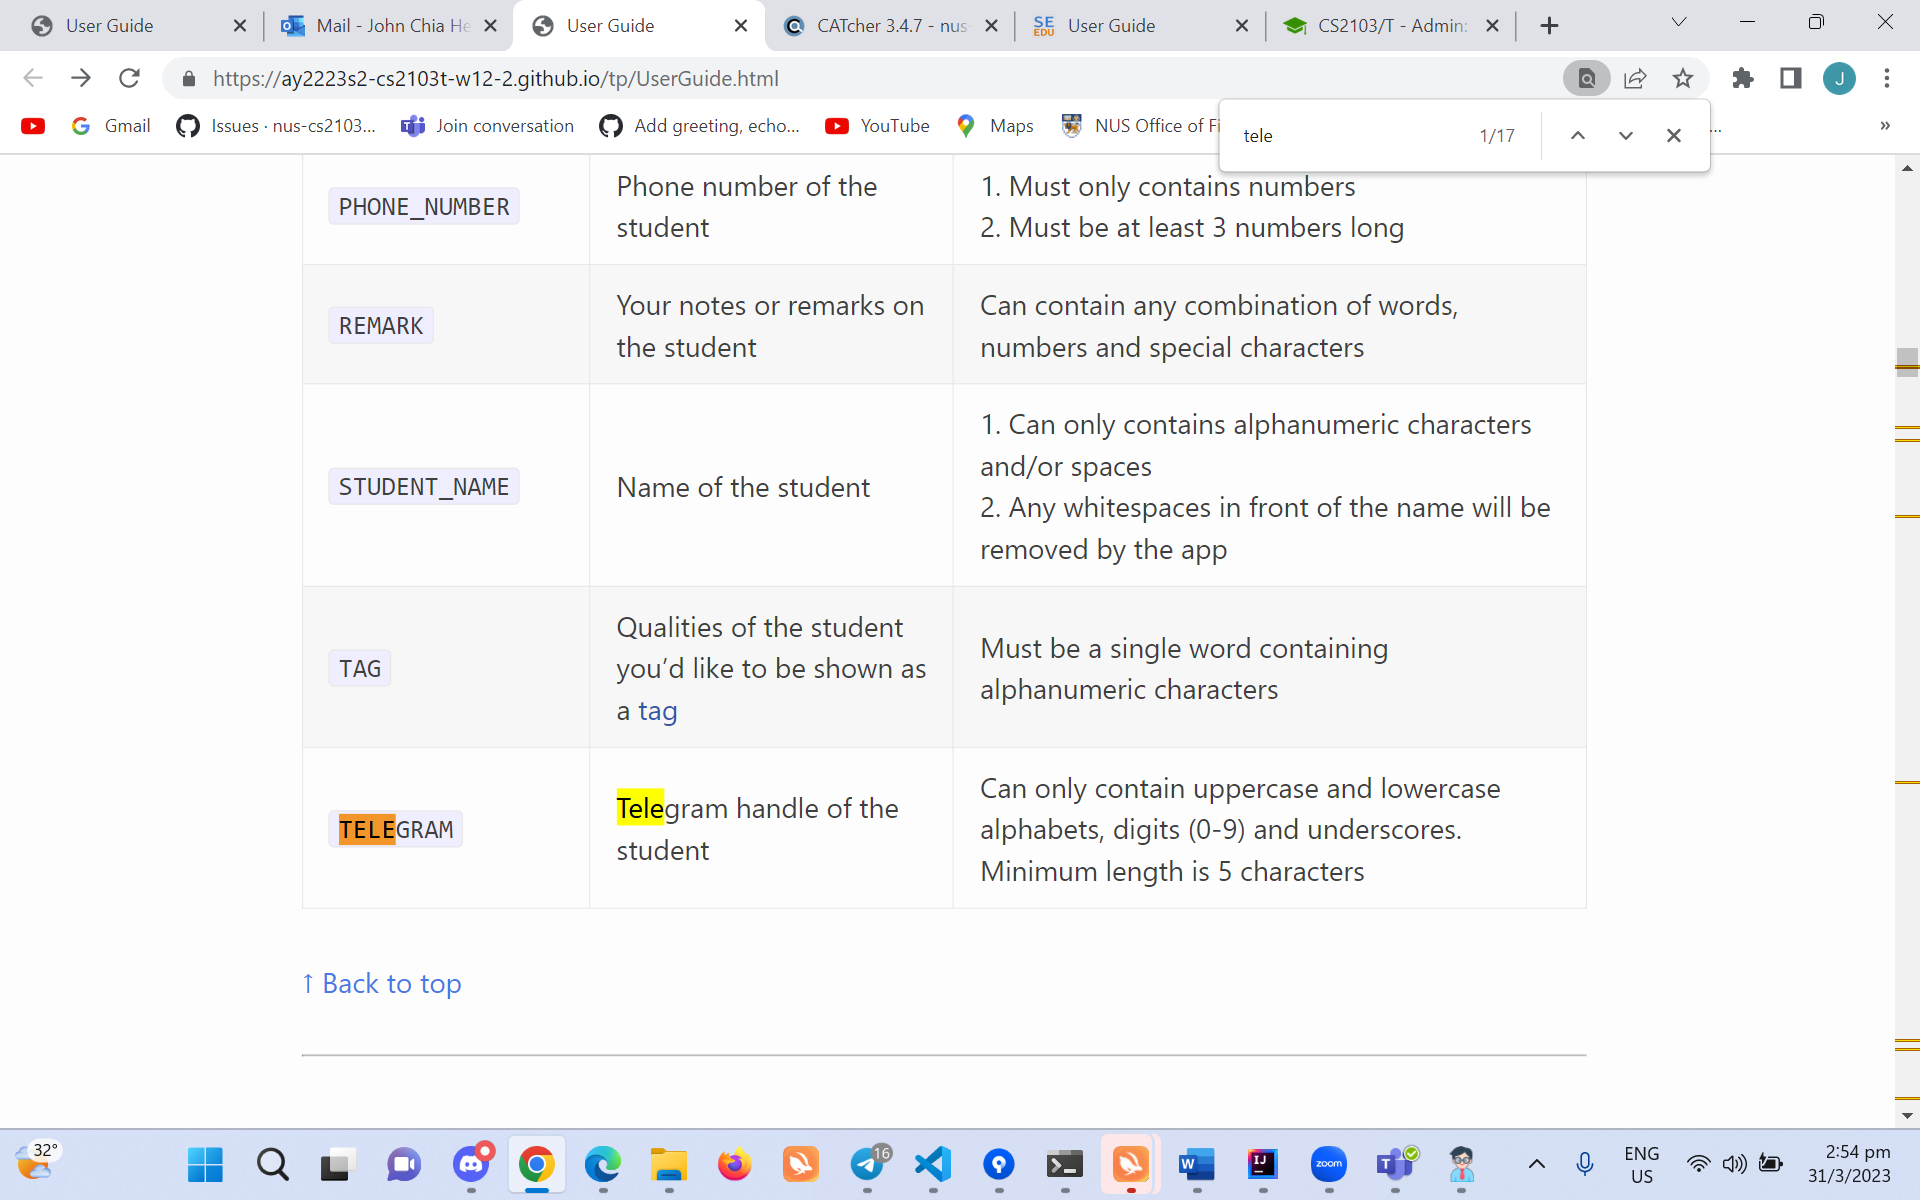 User Guide
Mail - John Chia He
User Guide
CATcher 3.4.7 - nus-
SE EDU
User Guide
CS2103/T - Admin:
https://ay2223s2-cs2103t-w12-2.github.io/tp/UserGuide.html
J
Gmail
Issues · nus-cs2103...
Join conversation
Add greeting, echo...
YouTube
Maps
NUS Office of Fi
...
»
tele
1/17
PHONE_NUMBER
Phone number of the
student
1. Must only contains numbers
2. Must be at least 3 numbers long
REMARK
Your notes or remarks on
the student
Can contain any combination of words,
numbers and special characters
STUDENT_NAME
Name of the student
1. Can only contains alphanumeric characters
and/or spaces
2. Any whitespaces in front of the name will be
removed by the app
TAG
Qualities of the student
you’d like to be shown as
a tag
Must be a single word containing
alphanumeric characters
TELEGRAM
Telegram handle of the
student
Can only contain uppercase and lowercase
alphabets, digits (0-9) and underscores.
Minimum length is 5 characters
↑ Back to top
32°
16
W
IJ
zoom
T
ENG
US
2:54 pm
31/3/2023